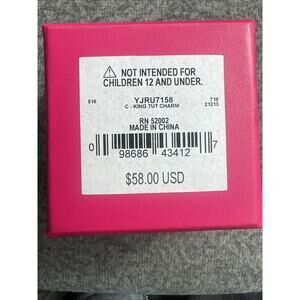 ⚠ NOT INTENDED FOR
CHILDREN 12 AND UNDER.
516 YJRU7158 710
C - KING TUT CHARM 21213
RN 52002
MADE IN CHINA
0 98686 43412 7
$58.00 USD